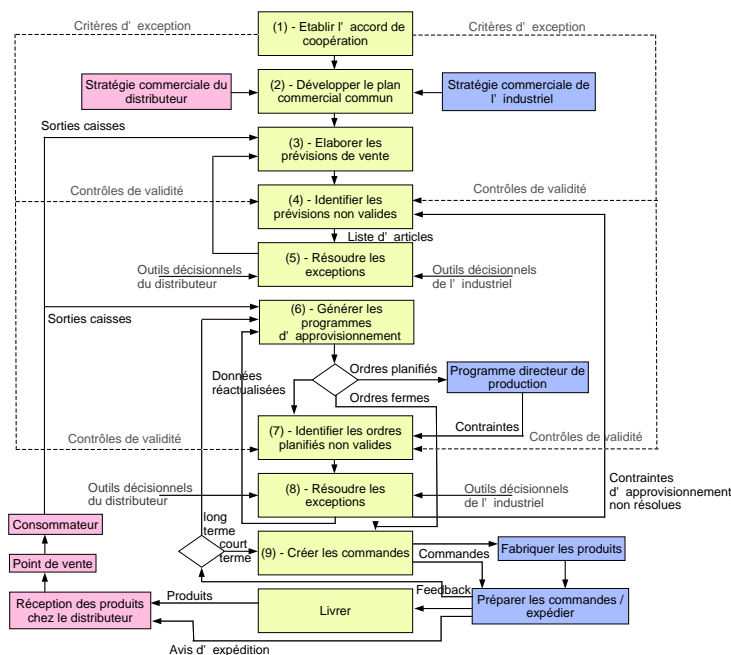 Critères d' exception
(1) - Etablir l' accord de
coopération
Critères d' exception
Stratégie commerciale du
distributeur
(2) - Développer le plan
commercial commun
Stratégie commerciale de
l' industriel
Sorties caisses
(3) - Elaborer les
prévisions de vente
Contrôles de validité
(4) - Identifier les
prévisions non valides
Contrôles de validité
Liste d' articles
(5) - Résoudre les
exceptions
Outils décisionnels
du distributeur
Outils décisionnels
de l' industriel
Sorties caisses
(6) - Générer les
programmes
d' approvisionnement
Données
réactualisées
Ordres planifiés
Ordres fermes
Programme directeur de
production
Contraintes
(7) - Identifier les ordres
planifiés non valides
Contrôles de validité
Contrôles de validité
Outils décisionnels
du distributeur
(8) - Résoudre les
exceptions
Outils décisionnels
de l' industriel
Contraintes
d' approvisionnement
non résolues
Consommateur
long
terme
court
terme
(9) - Créer les commandes
Commandes
Fabriquer les produits
Point de vente
Feedback
Réception des produits
chez le distributeur
Produits
Livrer
Préparer les commandes /
expédier
Avis d' expédition